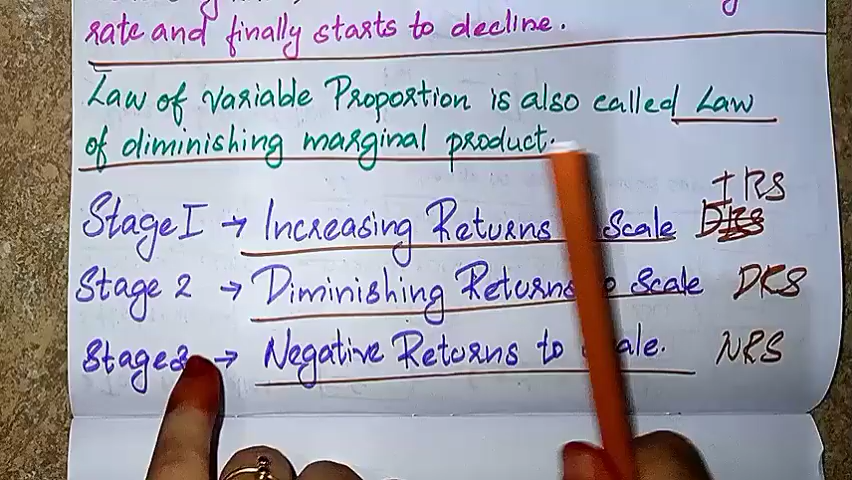 rate and finally starts to decline.
Law of Variable Proportion is also called Law
of diminishing marginal product.
IRS
Stage I → Increasing Returns Scale
Stage 2 → Diminishing Returns Scale DRS
Stage3 → Negative Returns to NRS